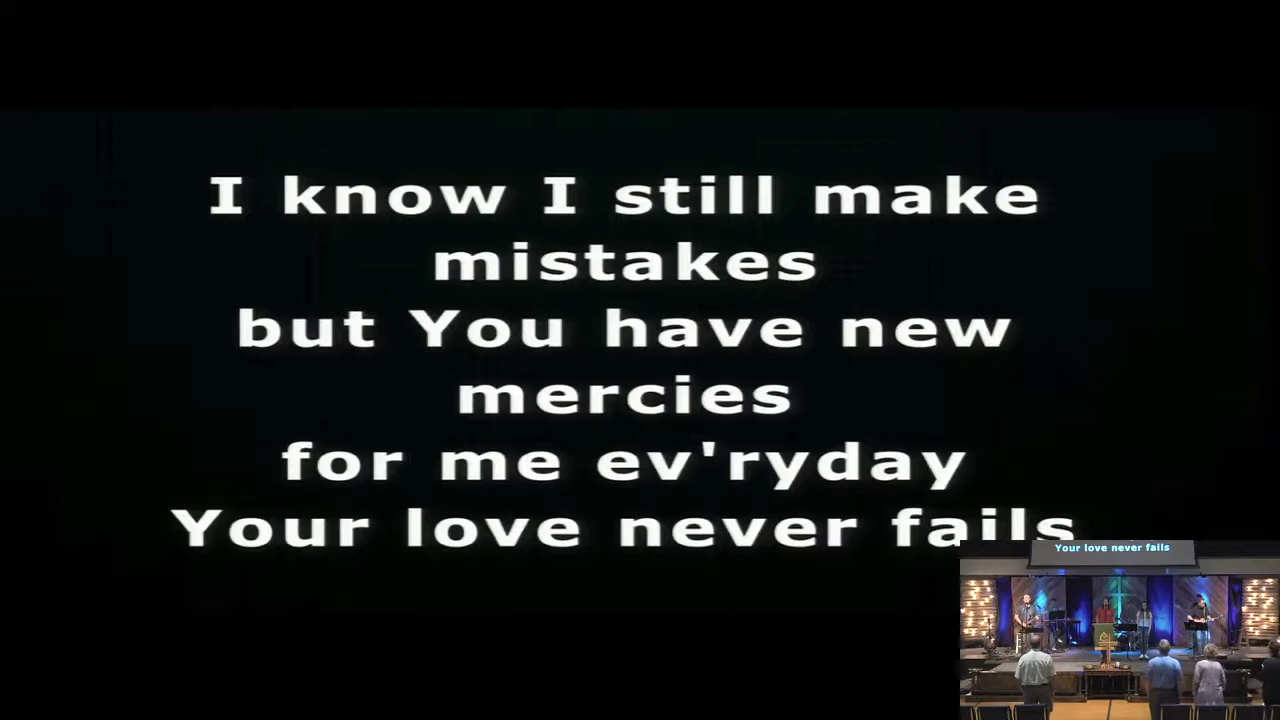 I know I still make
mistakes
but You have new
mercies
for me ev'ryday
Your love never fails
Your love never fails